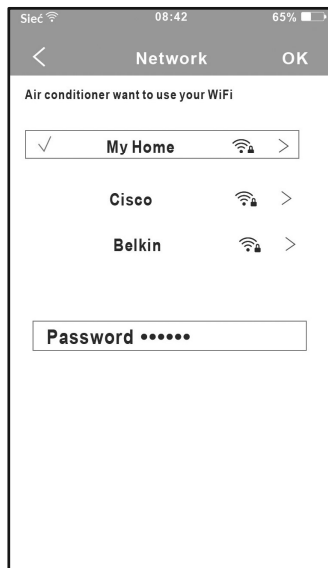 Sieć 08:42 65%
Network OK
Air conditioner want to use your WiFi
My Home
Cisco
Belkin
Password ••••••